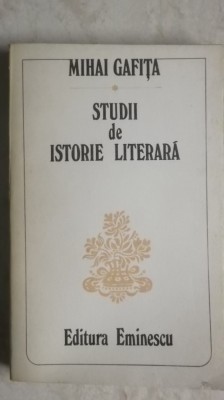 MIHAI GAFIȚA
STUDII
de
ISTORIE LITERARĂ
Editura Eminescu